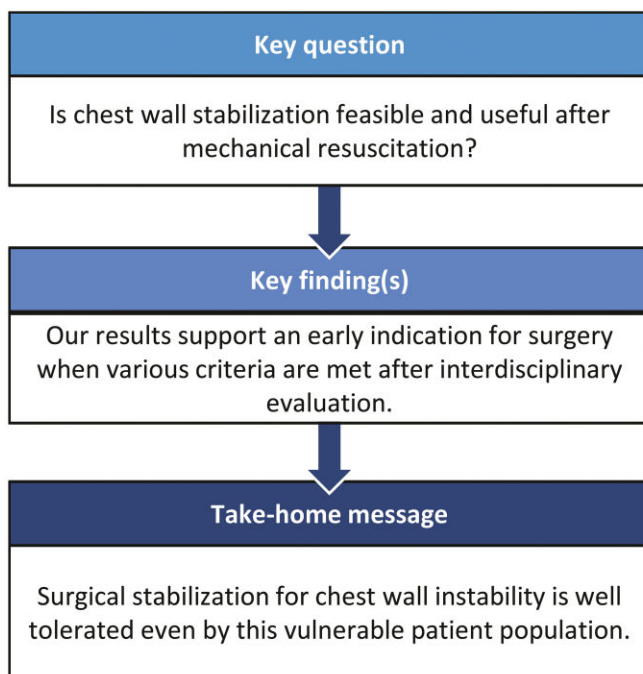 Key question
Is chest wall stabilization feasible and useful after
mechanical resuscitation?
Key finding(s)
Our results support an early indication for surgery
when various criteria are met after interdisciplinary
evaluation.
Take-home message
Surgical stabilization for chest wall instability is well
tolerated even by this vulnerable patient population.